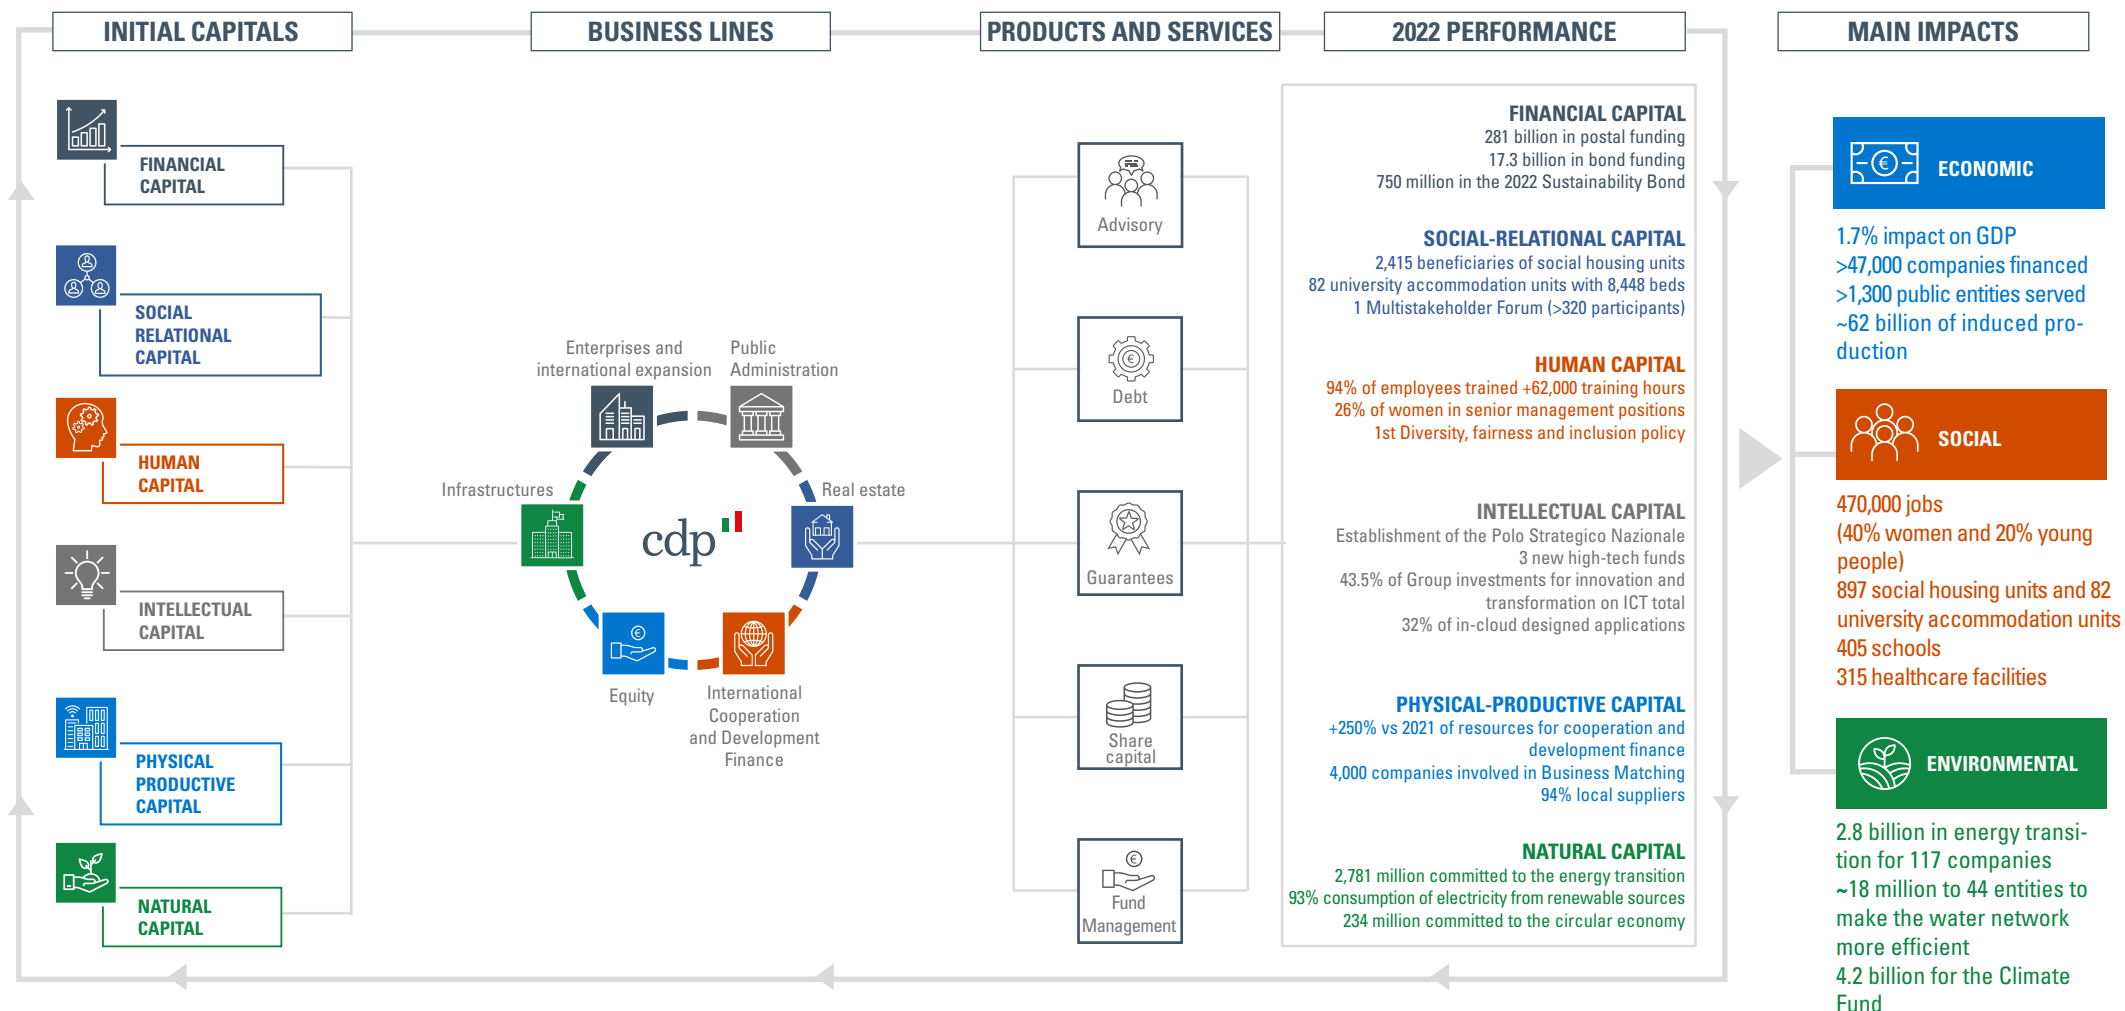 INITIAL CAPITALS
BUSINESS LINES
PRODUCTS AND SERVICES
2022 PERFORMANCE
MAIN IMPACTS
FINANCIAL
CAPITAL
SOCIAL
RELATIONAL
CAPITAL
HUMAN
CAPITAL
INTELLECTUAL
CAPITAL
PHYSICAL
PRODUCTIVE
CAPITAL
NATURAL
CAPITAL
Enterprises and
international expansion
Public
Administration
Infrastructures
Real estate
cdp
Equity
International
Cooperation
and Development
Finance
Advisory
Debt
Guarantees
Share
capital
Fund
Management
FINANCIAL CAPITAL
281 billion in postal funding
17.3 billion in bond funding
750 million in the 2022 Sustainability Bond
SOCIAL-RELATIONAL CAPITAL
2,415 beneficiaries of social housing units
82 university accommodation units with 8,448 beds
1 Multistakeholder Forum (>320 participants)
HUMAN CAPITAL
94% of employees trained +62,000 training hours
26% of women in senior management positions
1st Diversity, fairness and inclusion policy
INTELLECTUAL CAPITAL
Establishment of the Polo Strategico Nazionale
3 new high-tech funds
43.5% of Group investments for innovation and
transformation on ICT total
32% of in-cloud designed applications
PHYSICAL-PRODUCTIVE CAPITAL
+250% vs 2021 of resources for cooperation and
development finance
4,000 companies involved in Business Matching
94% local suppliers
NATURAL CAPITAL
2,781 million committed to the energy transition
93% consumption of electricity from renewable sources
234 million committed to the circular economy
ECONOMIC
1.7% impact on GDP
>47,000 companies financed
>1,300 public entities served
~62 billion of induced pro-
duction
SOCIAL
470,000 jobs
(40% women and 20% young
people)
897 social housing units and 82
university accommodation units
405 schools
315 healthcare facilities
ENVIRONMENTAL
2.8 billion in energy transi-
tion for 117 companies
~18 million to 44 entities to
make the water network
more efficient
4.2 billion for the Climate
Fund